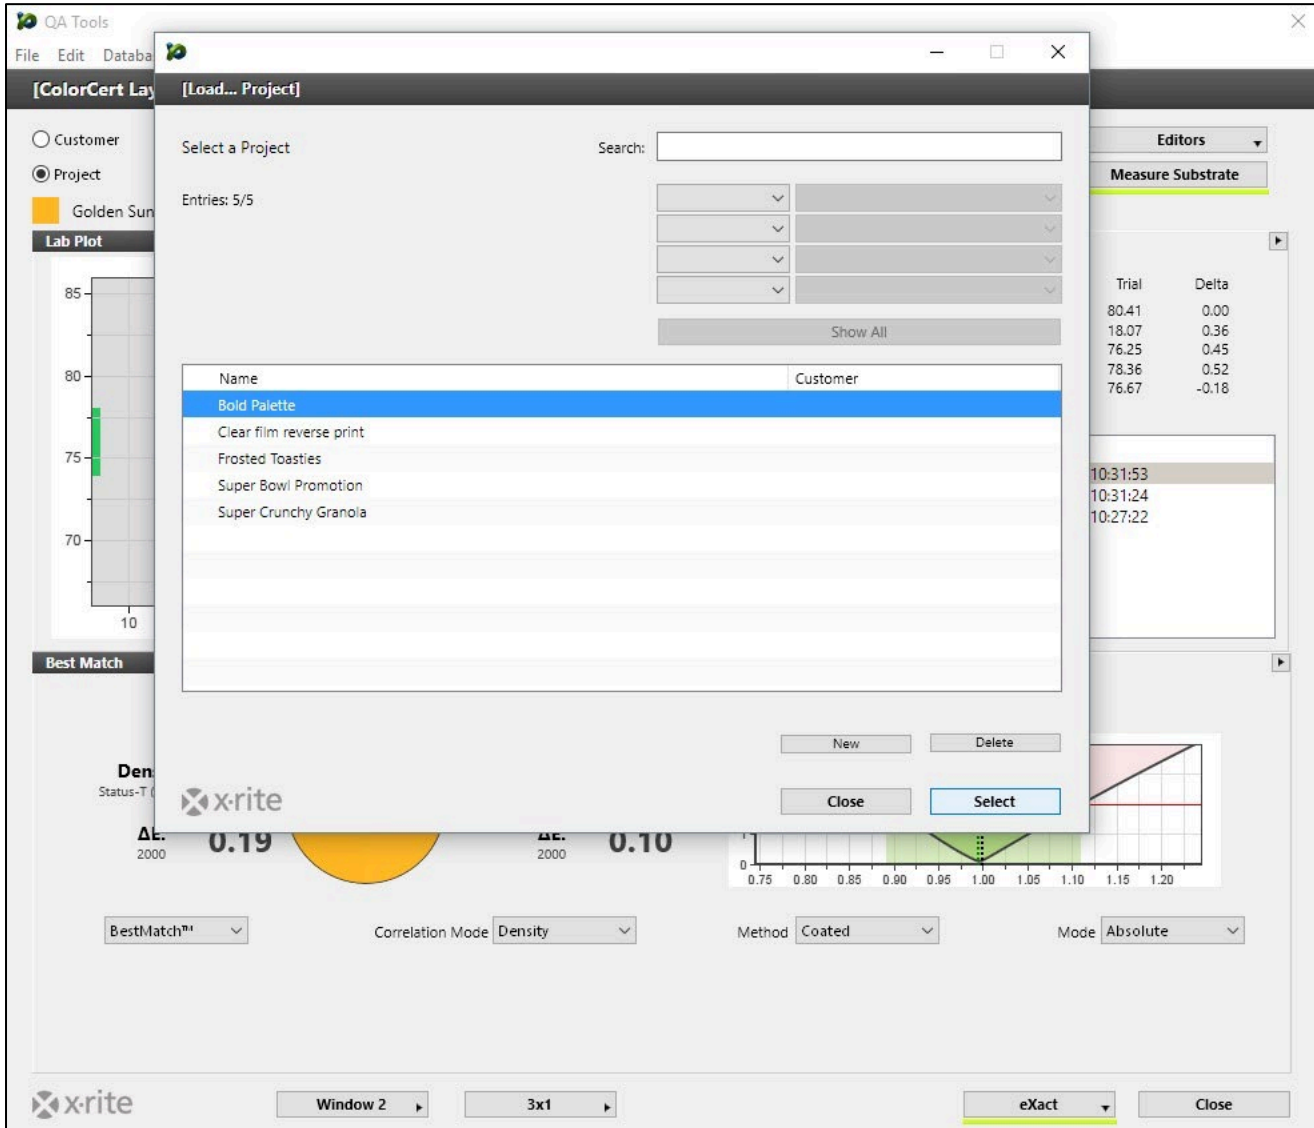 QA Tools
File Edit Databa
[ColorCert Lay
[Load... Project]
Customer
Project
Golden Sun
Select a Project
Search:
Entries: 5/5
Show All
Editors
Measure Substrate
Lab Plot
85
80
75
70
10
Name Customer
Bold Palette
Clear film reverse print
Frosted Toasties
Super Bowl Promotion
Super Crunchy Granola
Trial Delta
80.41 0.00
18.07 0.36
76.25 0.45
78.36 0.52
76.67 -0.18
10:31:53
10:31:24
10:27:22
New Delete
x·rite
Close Select
Best Match
Den
Status-T (
ΔE.
2000
0.19
ΔE.
2000
0.10
1
0
0.75 0.80 0.85 0.90 0.95 1.00 1.05 1.10 1.15 1.20
BestMatch™
Correlation Mode Density
Method Coated
Mode Absolute
x·rite
Window 2
3x1
eXact
Close